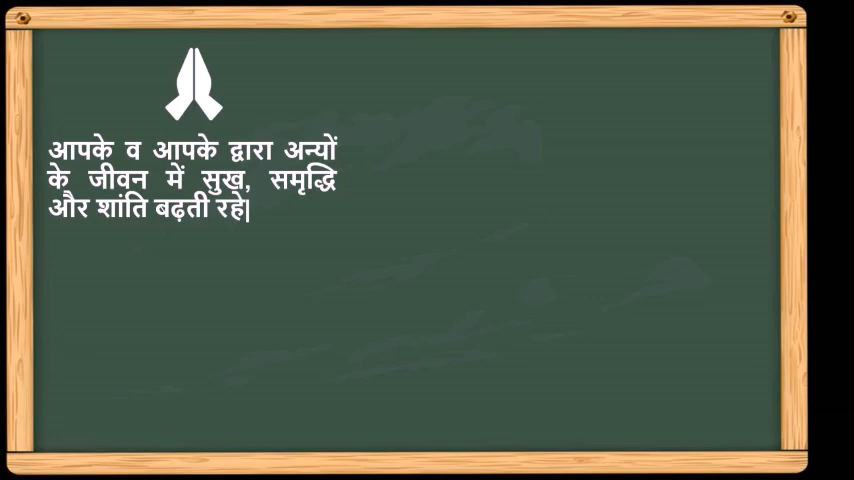 आपके व आपके द्वारा अन्यों
के जीवन में सुख, समृद्धि
और शांति बढ़ती रहे|